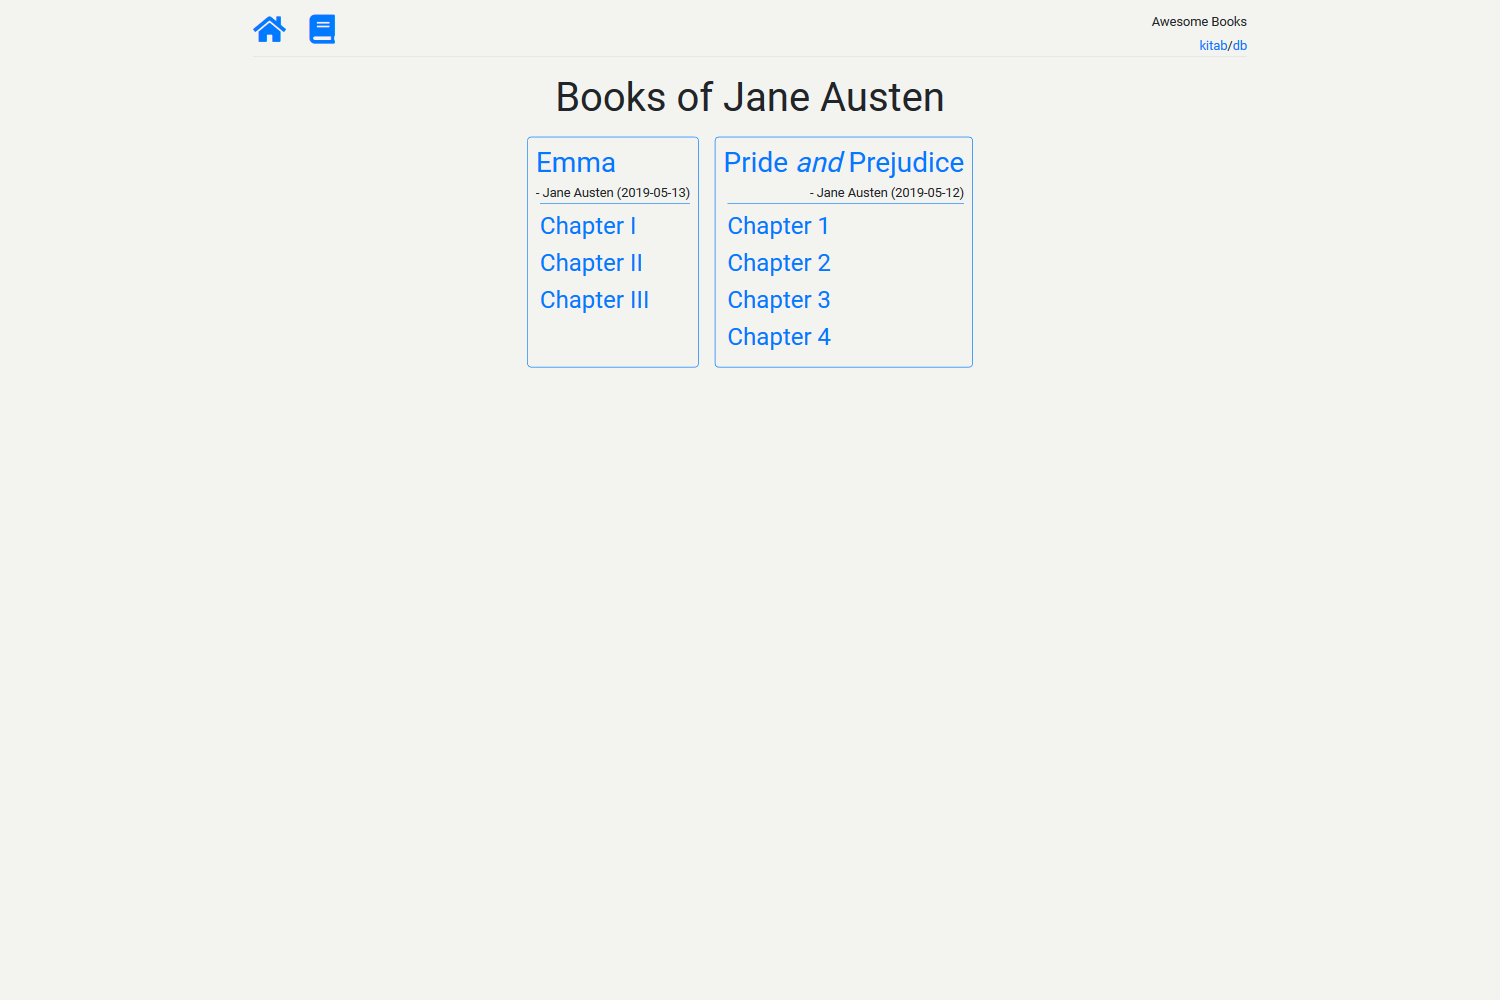 Awesome Books
kitab/db
Books of Jane Austen
Emma
- Jane Austen (2019-05-13)
Chapter I
Chapter II
Chapter III
Pride and Prejudice
- Jane Austen (2019-05-12)
Chapter 1
Chapter 2
Chapter 3
Chapter 4